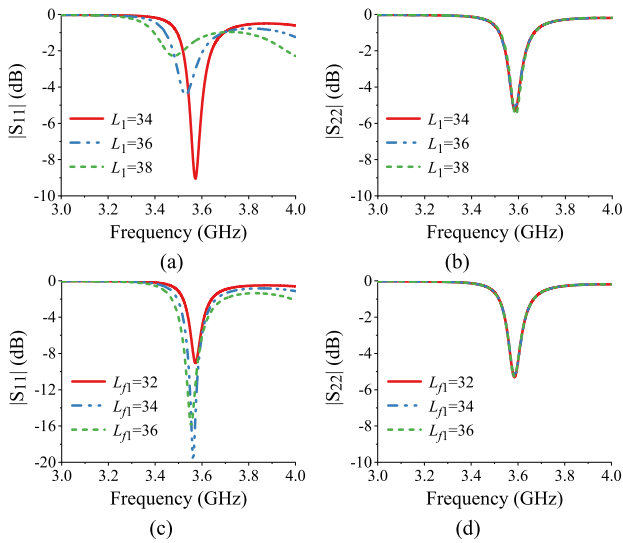 0
-2
-4
-6
-8
-10
|S11| (dB)
L1=34
L1=36
L1=38
3.0 3.2 3.4 3.6 3.8 4.0
Frequency (GHz)
(a)
0
-2
-4
-6
-8
-10
|S22| (dB)
L1=34
L1=36
L1=38
3.0 3.2 3.4 3.6 3.8 4.0
Frequency (GHz)
(b)
0
-4
-8
-12
-16
-20
|S11| (dB)
Lf1=32
Lf1=34
Lf1=36
3.0 3.2 3.4 3.6 3.8 4.0
Frequency (GHz)
(c)
0
-2
-4
-6
-8
-10
|S22| (dB)
Lf1=32
Lf1=34
Lf1=36
3.0 3.2 3.4 3.6 3.8 4.0
Frequency (GHz)
(d)